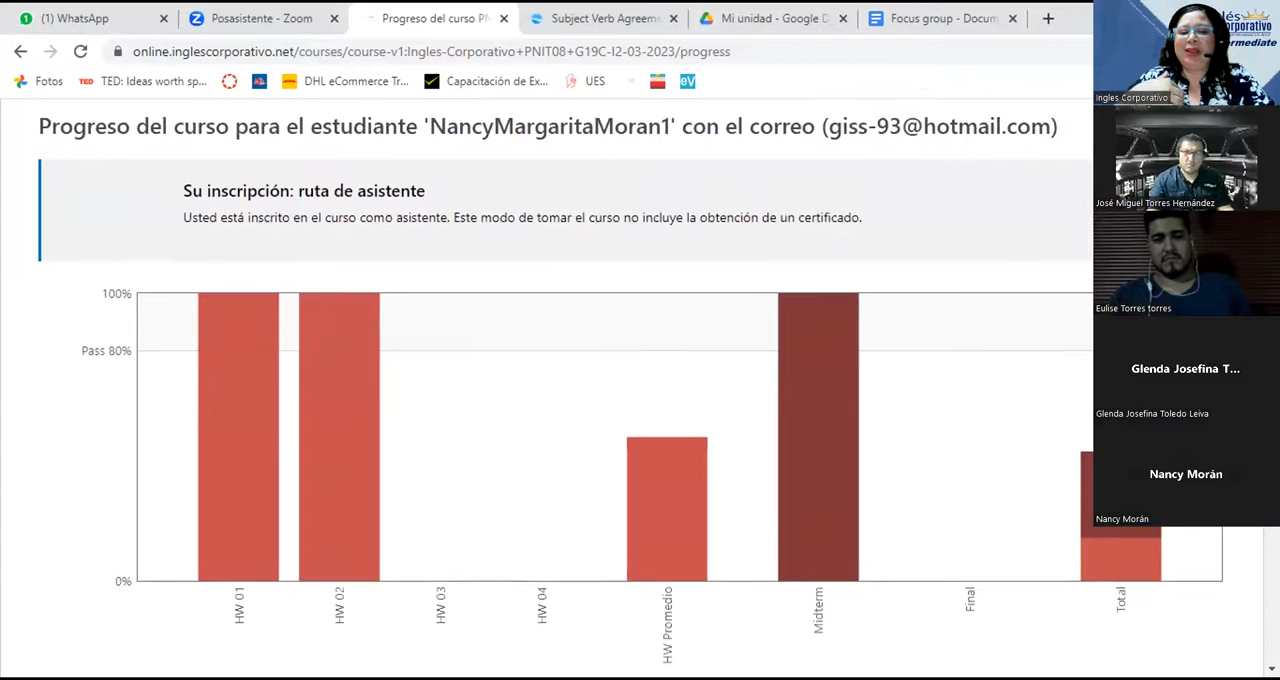 (1) WhatsApp
Posasistente - Zoom
Progreso del curso PN
Subject Verb Agreeme
Mi unidad - Google D
Focus group - Docum
online.inglescorporativo.net/courses/course-v1:Ingles-Corporativo+PNIT08+G19C-I2-03-2023/progress
Fotos
TED
TED: Ideas worth sp...
DHL eCommerce Tr...
Capacitación de Ex...
UES
eV
Progreso del curso para el estudiante 'NancyMargaritaMoran1' con el correo (giss-93@hotmail.com)
Su inscripción: ruta de asistente
Usted está inscrito en el curso como asistente. Este modo de tomar el curso no incluye la obtención de un certificado.
100%
Pass 80%
0%
HW 01
HW 02
HW 03
HW 04
HW Promedio
Midterm
Final
Total
Ingles Corporativo
José Miguel Torres Hernández
Eulise Torres torres
Glenda Josefina T...
Glenda Josefina Toledo Leiva
Nancy Morán
Nancy Morán